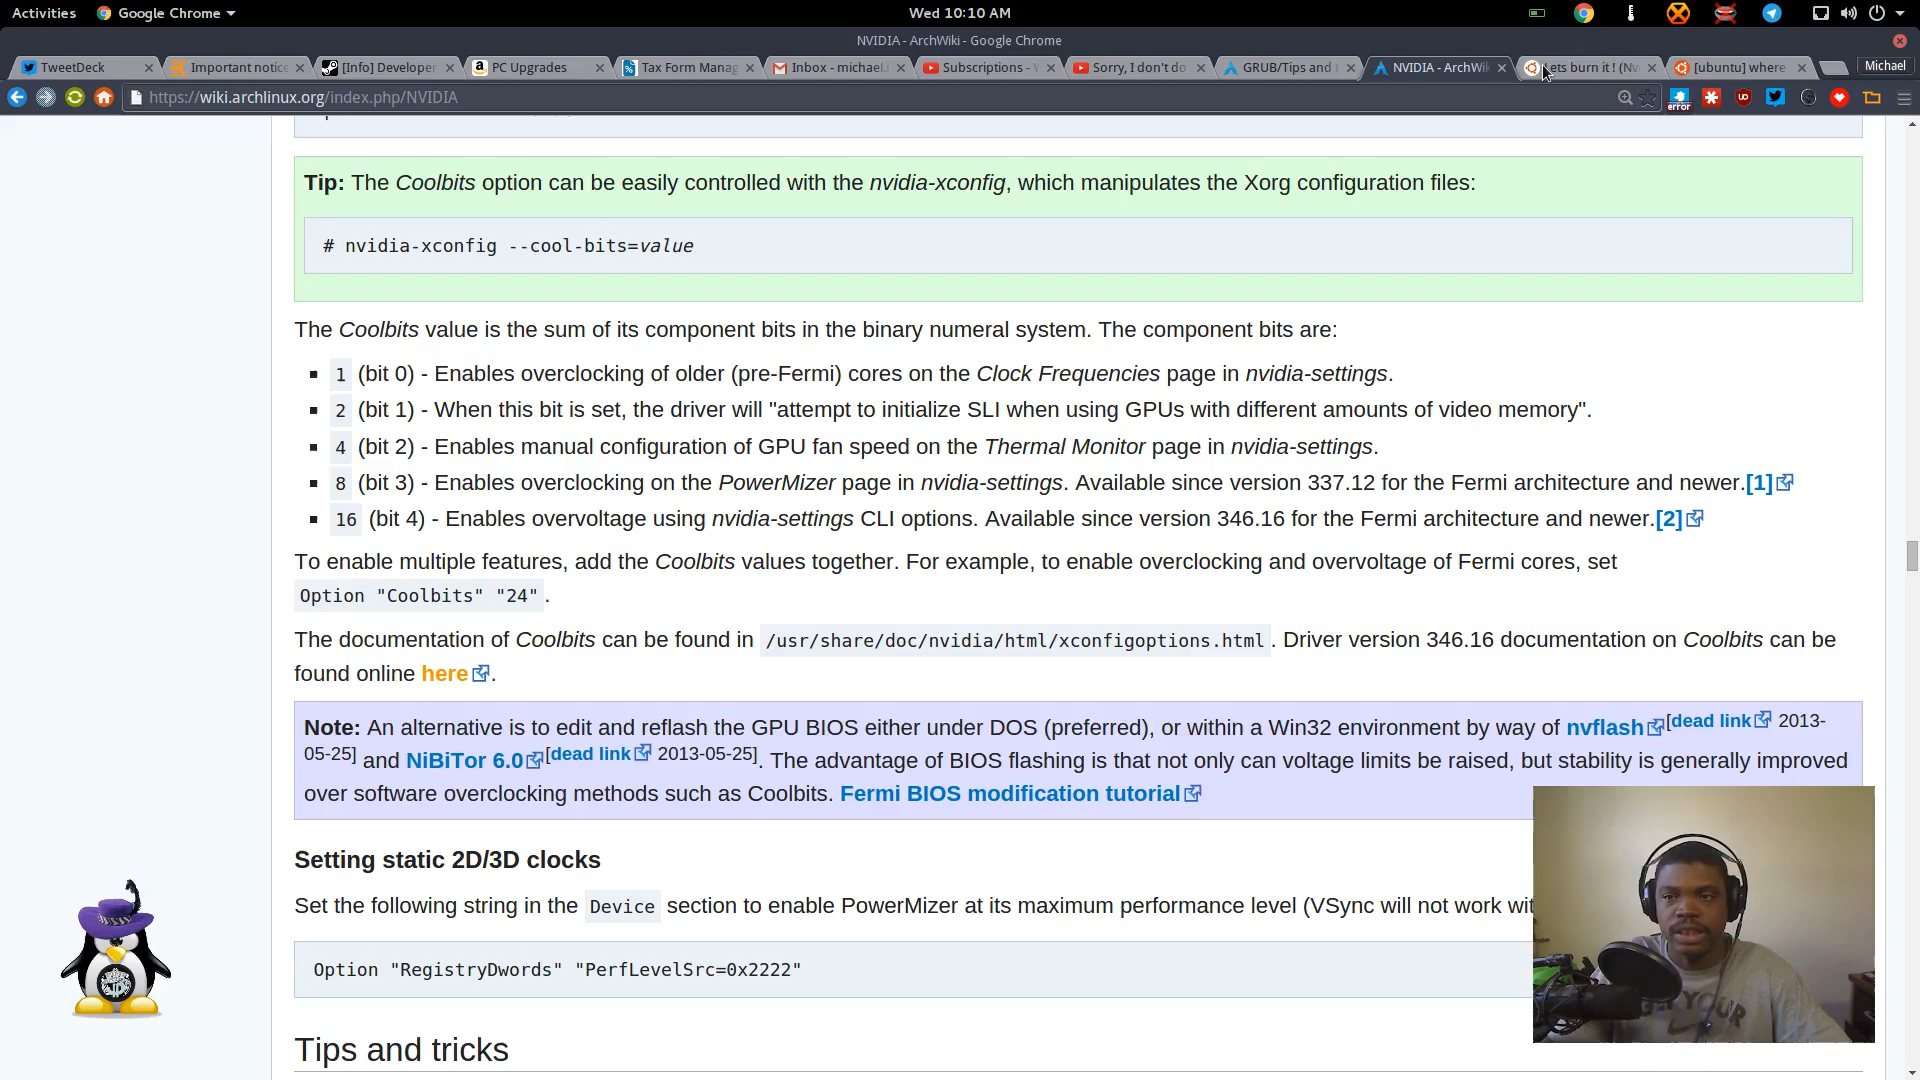 Activities Google Chrome Wed 10:10 AM
NVIDIA - ArchWiki - Google Chrome
TweetDeck Important notice [Info] Developer PC Upgrades Tax Form Mana Inbox - michael. Subscriptions - Y Sorry, I don't do GRUB/Tips and t NVIDIA - ArchWi ets burn it ! (Nv [ubuntu] where Michael
https://wiki.archlinux.org/index.php/NVIDIA
error
Tip: The Coolbits option can be easily controlled with the nvidia-xconfig, which manipulates the Xorg configuration files:
# nvidia-xconfig --cool-bits=value
The Coolbits value is the sum of its component bits in the binary numeral system. The component bits are:
1 (bit 0) - Enables overclocking of older (pre-Fermi) cores on the Clock Frequencies page in nvidia-settings.
2 (bit 1) - When this bit is set, the driver will "attempt to initialize SLI when using GPUs with different amounts of video memory".
4 (bit 2) - Enables manual configuration of GPU fan speed on the Thermal Monitor page in nvidia-settings.
8 (bit 3) - Enables overclocking on the PowerMizer page in nvidia-settings. Available since version 337.12 for the Fermi architecture and newer.[1]
16 (bit 4) - Enables overvoltage using nvidia-settings CLI options. Available since version 346.16 for the Fermi architecture and newer.[2]
To enable multiple features, add the Coolbits values together. For example, to enable overclocking and overvoltage of Fermi cores, set
Option "Coolbits" "24".
The documentation of Coolbits can be found in /usr/share/doc/nvidia/html/xconfigoptions.html. Driver version 346.16 documentation on Coolbits can be
found online here.
Note: An alternative is to edit and reflash the GPU BIOS either under DOS (preferred), or within a Win32 environment by way of nvflash[dead link 2013-
05-25] and NiBiTor 6.0[dead link 2013-05-25]. The advantage of BIOS flashing is that not only can voltage limits be raised, but stability is generally improved
over software overclocking methods such as Coolbits. Fermi BIOS modification tutorial
Setting static 2D/3D clocks
Set the following string in the Device section to enable PowerMizer at its maximum performance level (VSync will not work wit
Option "RegistryDwords" "PerfLevelSrc=0x2222"
Tips and tricks